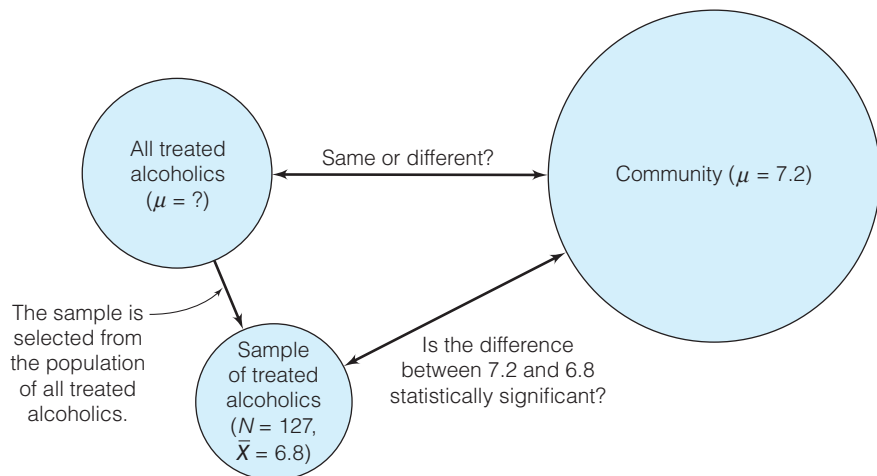 All treated
alcoholics
(μ = ?)
Same or different?
Community (μ = 7.2)
The sample is
selected from
the population
of all treated
alcoholics.
Sample
of treated
alcoholics
(N = 127,
X̄ = 6.8)
Is the difference
between 7.2 and 6.8
statistically significant?